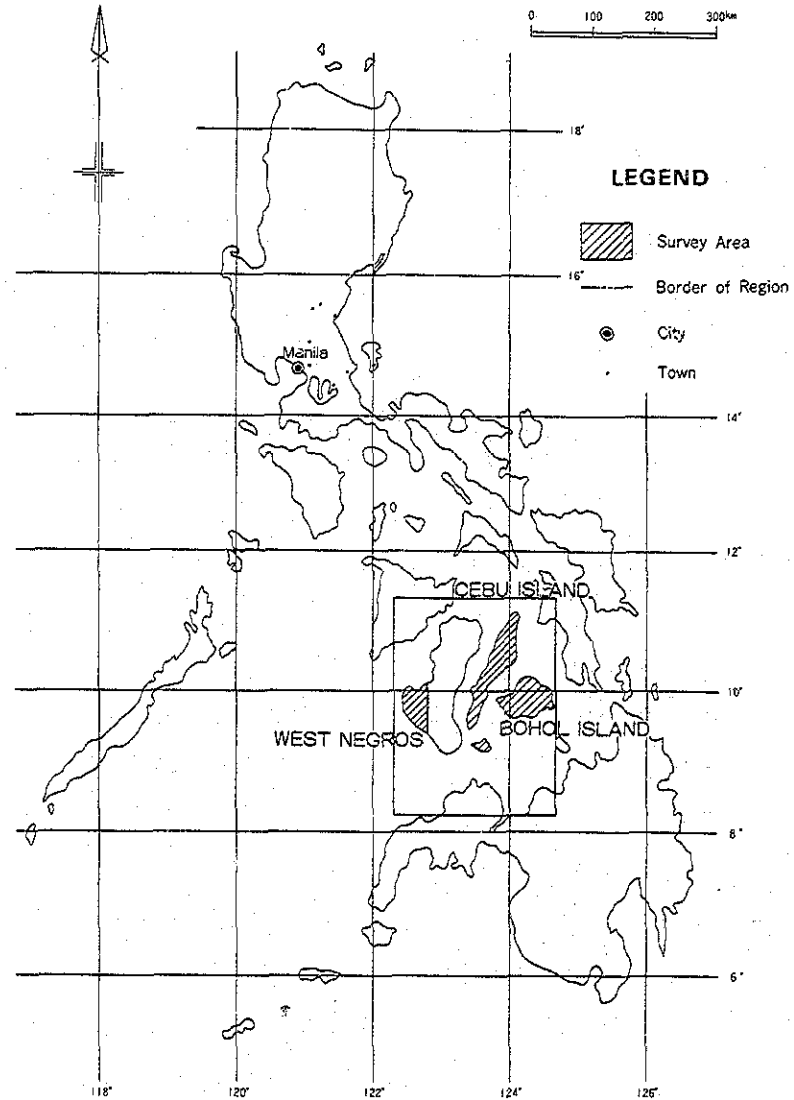 0 100 200 300km
18°
LEGEND
Survey Area
16°
Border of Region
City
Manila
Town
14°
12°
CEBU ISLAND
10°
WEST NEGROS
BOHOL ISLAND
8°
6°
118° 120° 122° 124° 126°